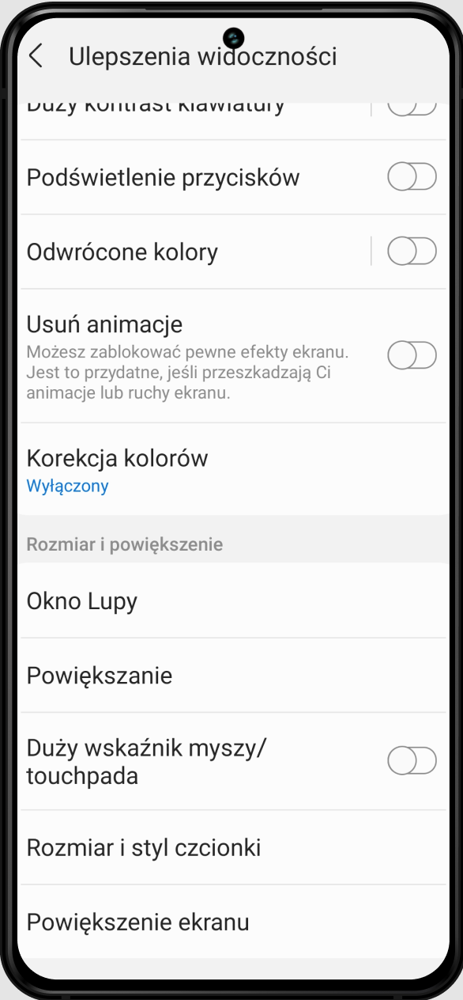 Ulepszenia widoczności
Duży kontrast klawiatury
Podświetlenie przycisków
Odwrócone kolory
Usuń animacje
Możesz zablokować pewne efekty ekranu.
Jest to przydatne, jeśli przeszkadzają Ci
animacje lub ruchy ekranu.
Korekcja kolorów
Wyłączony
Rozmiar i powiększenie
Okno Lupy
Powiększanie
Duży wskaźnik myszy/
touchpada
Rozmiar i styl czcionki
Powiększenie ekranu